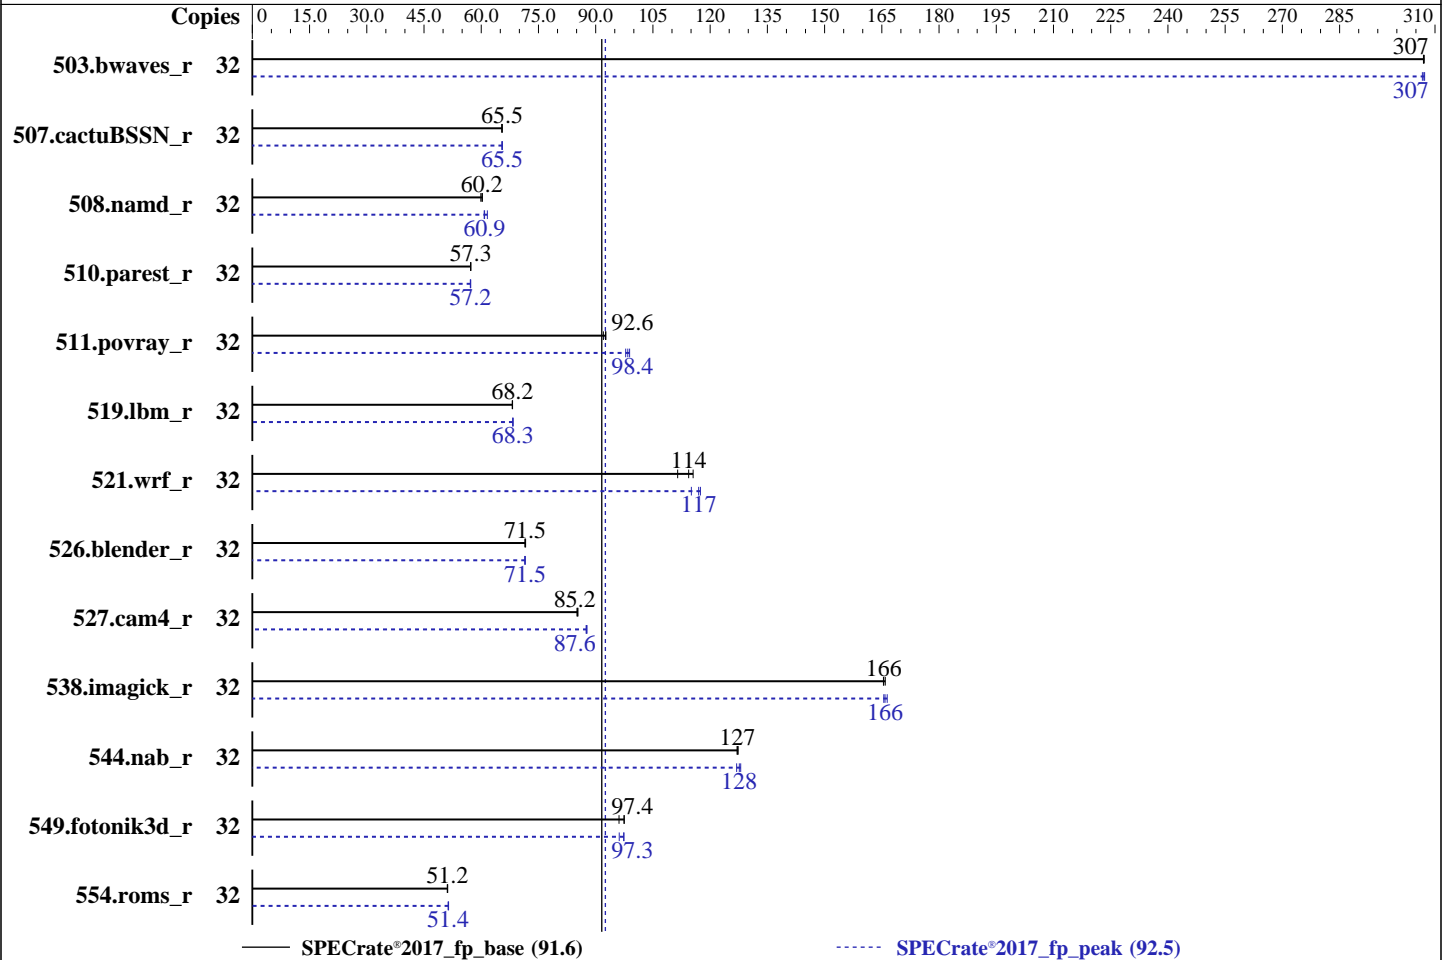 Copies 0 15.0 30.0 45.0 60.0 75.0 90.0 105 120 135 150 165 180 195 210 225 240 255 270 285 310
307
503.bwaves_r 32
307
65.5
507.cactuBSSN_r 32
65.5
60.2
508.namd_r 32
60.9
57.3
510.parest_r 32
57.2
92.6
511.povray_r 32
98.4
68.2
519.lbm_r 32
68.3
114
521.wrf_r 32
117
71.5
526.blender_r 32
71.5
85.2
527.cam4_r 32
87.6
166
538.imagick_r 32
166
127
544.nab_r 32
128
97.4
549.fotonik3d_r 32
97.3
51.2
554.roms_r 32
51.4
SPECrate®2017_fp_base (91.6) SPECrate®2017_fp_peak (92.5)